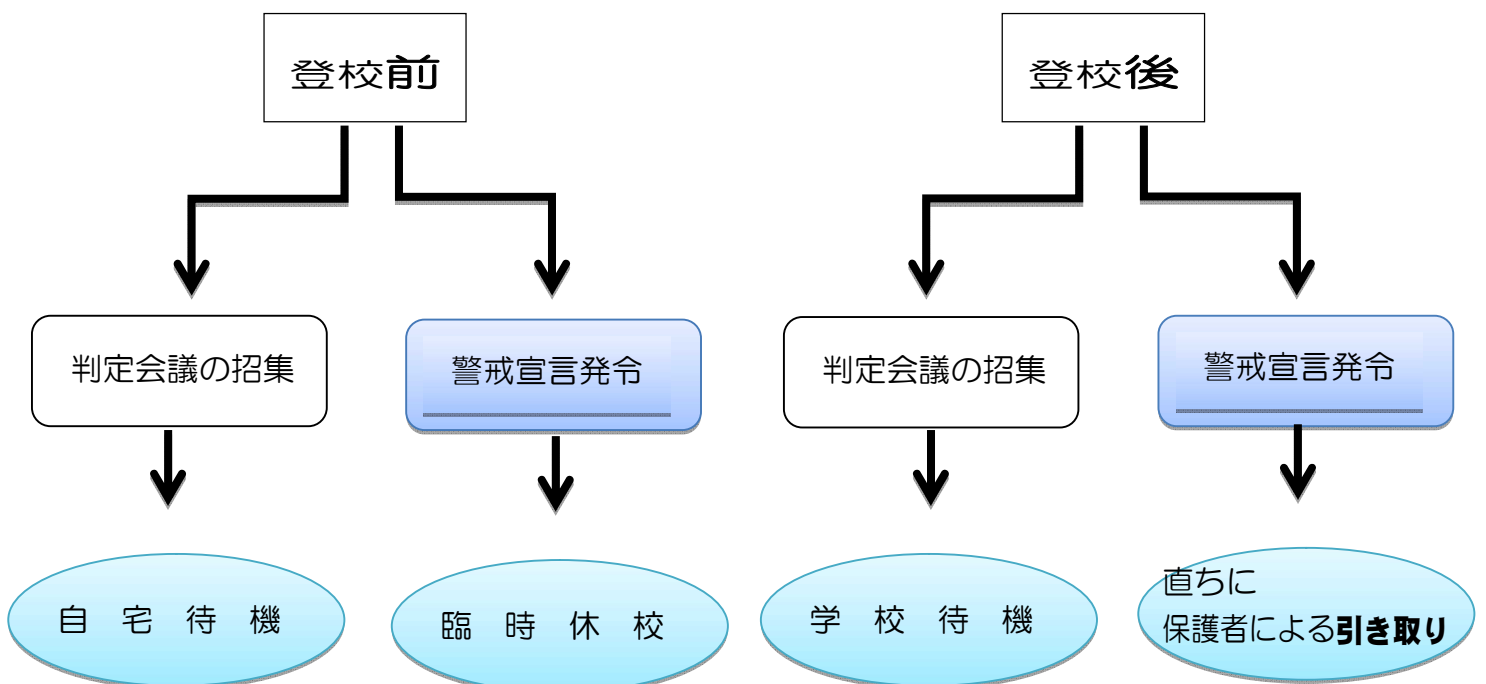 登校前
登校後
判定会議の招集
警戒宣言発令
判定会議の招集
警戒宣言発令
自 宅 待 機
臨 時 休 校
学 校 待 機
直ちに
保護者による引き取り